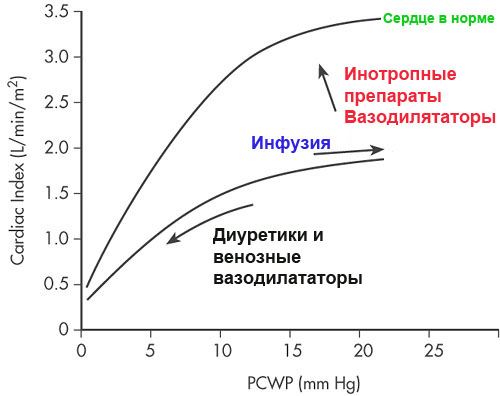 3.5
3.0
2.5
2.0
1.5
1.0
0.5
0
Cardiac Index (L/min/m²)
Сердце в норме
Инотропные
препараты
Вазодилятаторы
Инфузия
Диуретики и
венозные
вазодилататоры
0 5 10 15 20 25
PCWP (mm Hg)